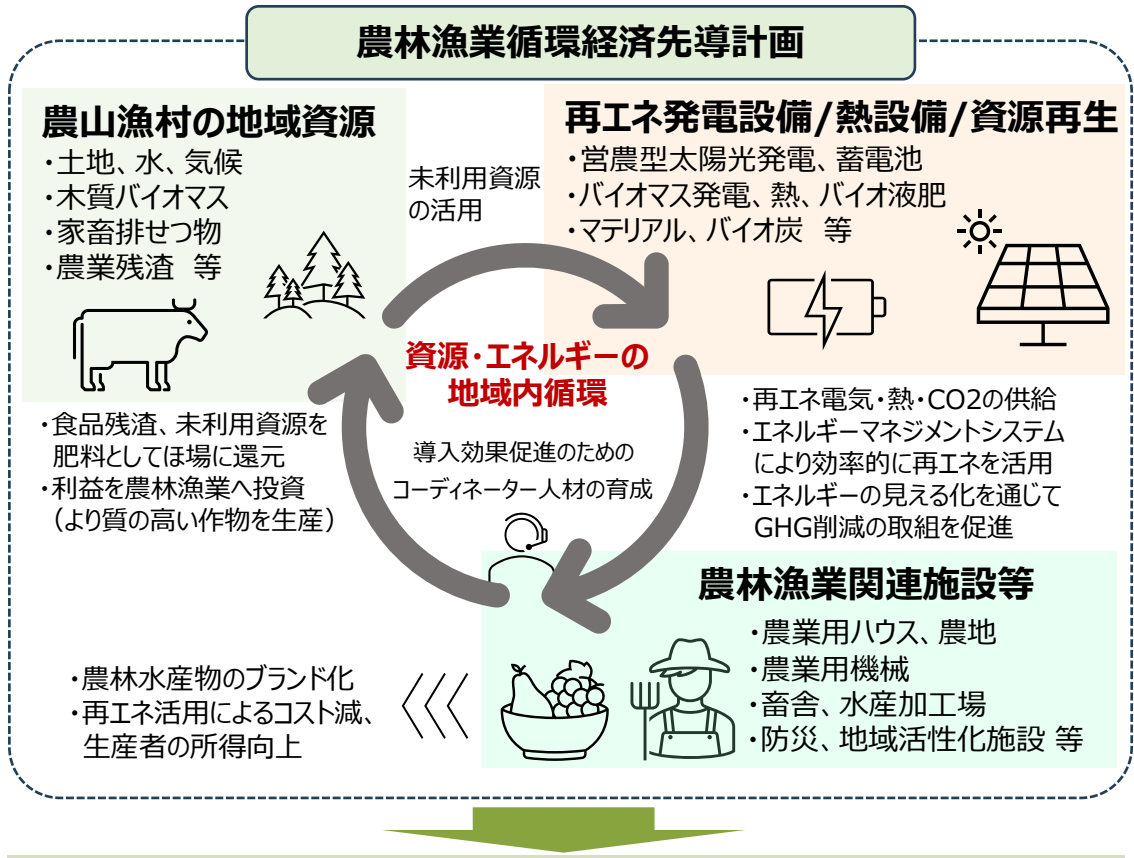 農林漁業循環経済先導計画
農山漁村の地域資源
・土地、水、気候
・木質バイオマス
・家畜排せつ物
・農業残渣 等
未利用資源
の活用
再エネ発電設備/熱設備/資源再生
・営農型太陽光発電、蓄電池
・バイオマス発電、熱、バイオ液肥
・マテリアル、バイオ炭 等
資源・エネルギーの
地域内循環
導入効果促進のための
コーディネーター人材の育成
・食品残渣、未利用資源を
肥料としてほ場に還元
・利益を農林漁業へ投資
（より質の高い作物を生産）
・再エネ電気・熱・CO2の供給
・エネルギーマネジメントシステム
により効率的に再エネを活用
・エネルギーの見える化を通じて
GHG削減の取組を促進
農林漁業関連施設等
・農業用ハウス、農地
・農業用機械
・畜舎、水産加工場
・防災、地域活性化施設 等
・農林水産物のブランド化
・再エネ活用によるコスト減、
生産者の所得向上